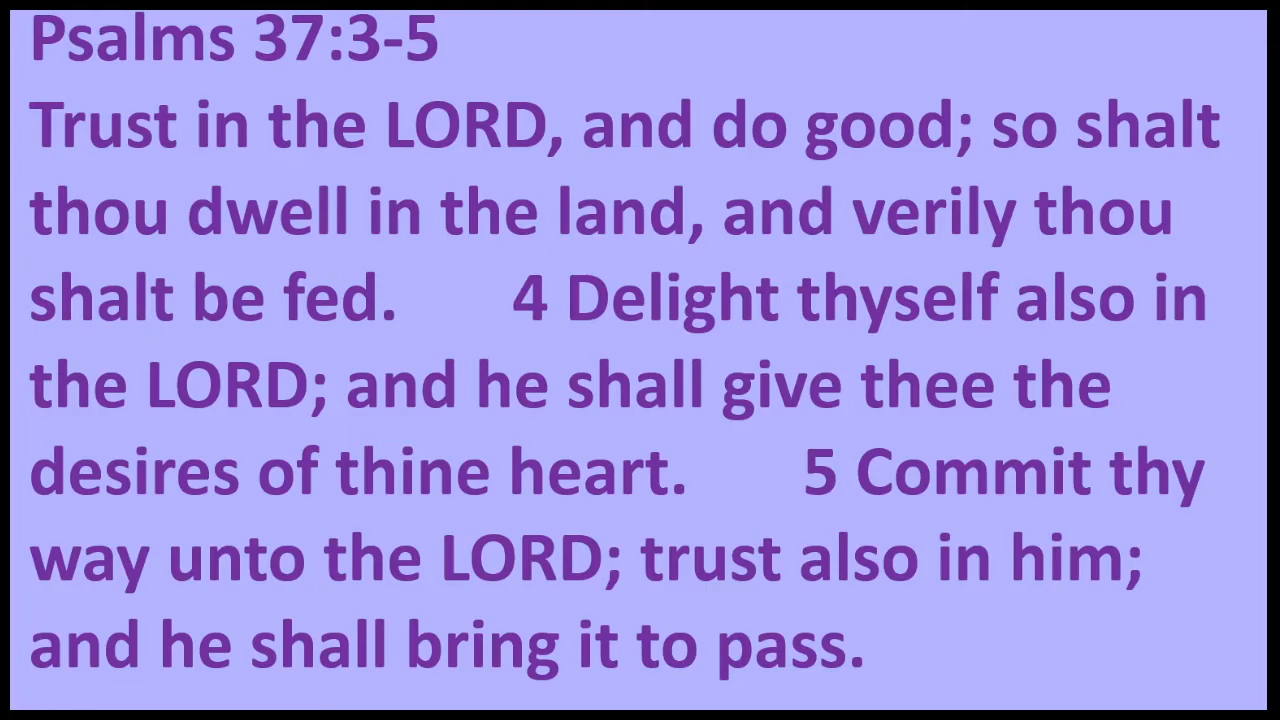 Psalms 37:3-5
Trust in the LORD, and do good; so shalt
thou dwell in the land, and verily thou
shalt be fed. 4 Delight thyself also in
the LORD; and he shall give thee the
desires of thine heart. 5 Commit thy
way unto the LORD; trust also in him;
and he shall bring it to pass.